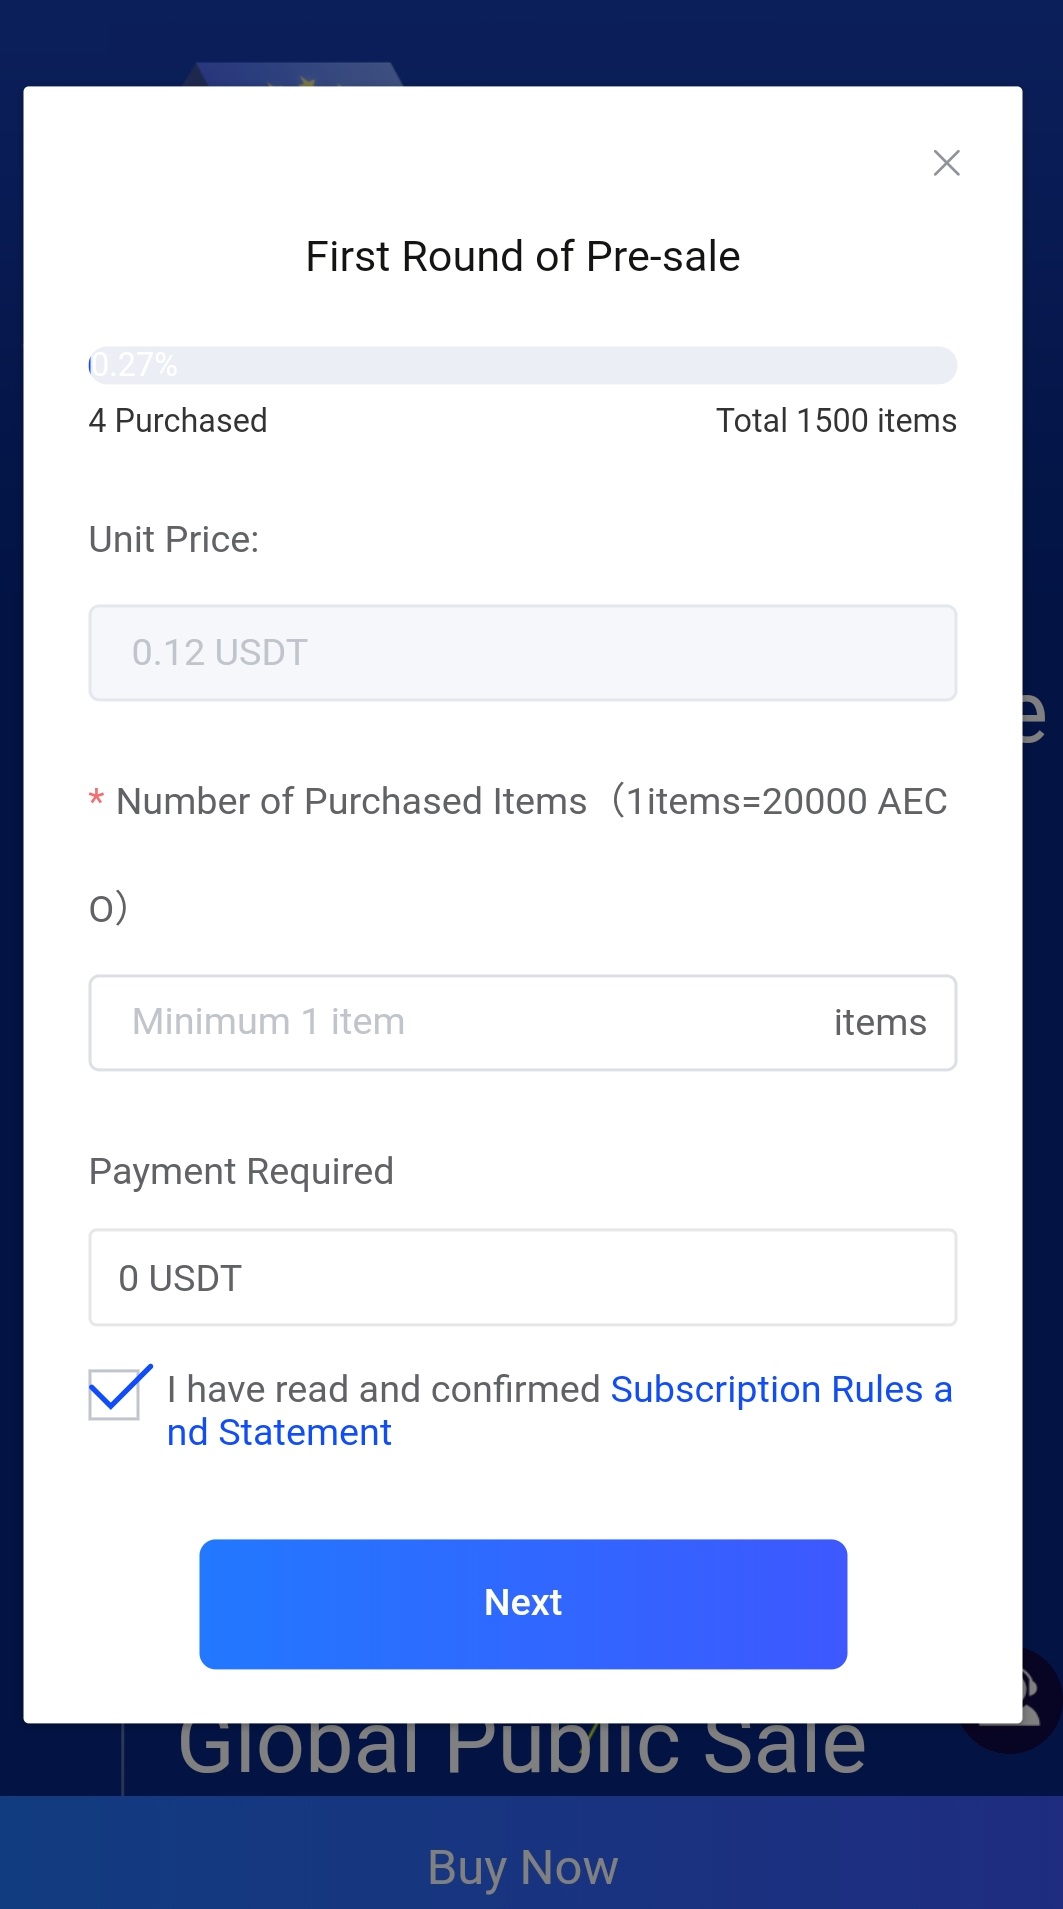 First Round of Pre-sale
0.27%
4 Purchased
Total 1500 items
Unit Price:
0.12 USDT
* Number of Purchased Items（1items=20000 AEC
O）
Minimum 1 item
items
Payment Required
0 USDT
I have read and confirmed Subscription Rules a
nd Statement
Next
Global Public Sale
Buy Now